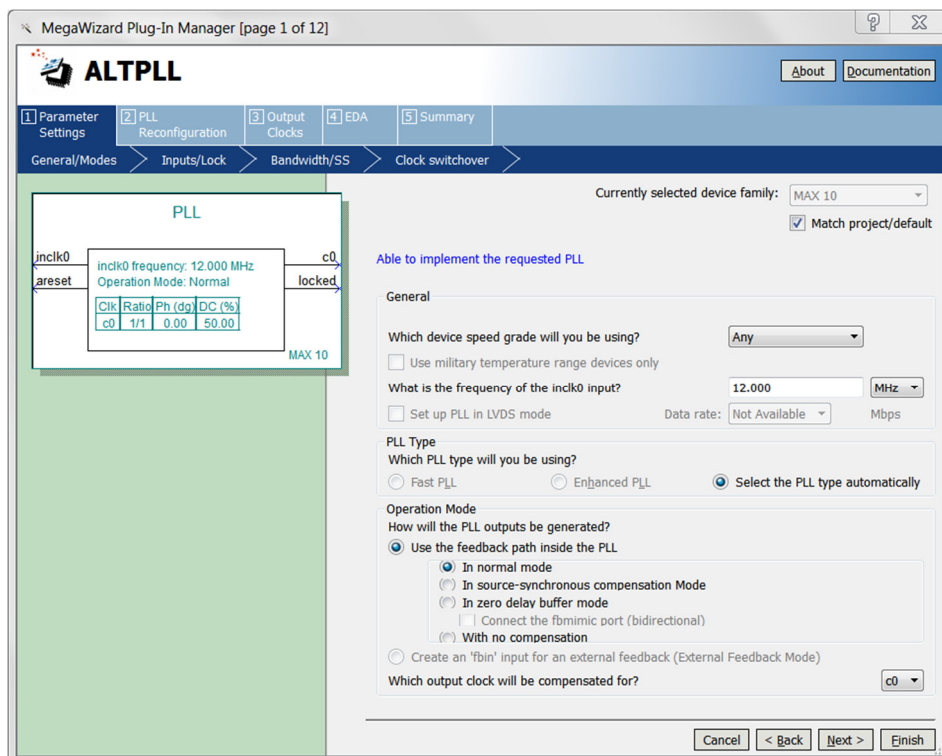 MegaWizard Plug-In Manager [page 1 of 12]
ALTPLL
About
Documentation
1 Parameter Settings
2 PLL Reconfiguration
3 Output Clocks
4 EDA
5 Summary
General/Modes
Inputs/Lock
Bandwidth/SS
Clock switchover
PLL
inclk0
areset
inclk0 frequency: 12.000 MHz
Operation Mode: Normal
Clk Ratio Ph (dg) DC (%)
c0 1/1 0.00 50.00
c0
locked
MAX 10
Currently selected device family: MAX 10
Match project/default
Able to implement the requested PLL
General
Which device speed grade will you be using? Any
Use military temperature range devices only
What is the frequency of the inclk0 input? 12.000 MHz
Set up PLL in LVDS mode Data rate: Not Available Mbps
PLL Type
Which PLL type will you be using?
Fast PLL Enhanced PLL Select the PLL type automatically
Operation Mode
How will the PLL outputs be generated?
Use the feedback path inside the PLL
In normal mode
In source-synchronous compensation Mode
In zero delay buffer mode
Connect the fbmimic port (bidirectional)
With no compensation
Create an 'fbin' input for an external feedback (External Feedback Mode)
Which output clock will be compensated for? c0
Cancel < Back Next > Finish